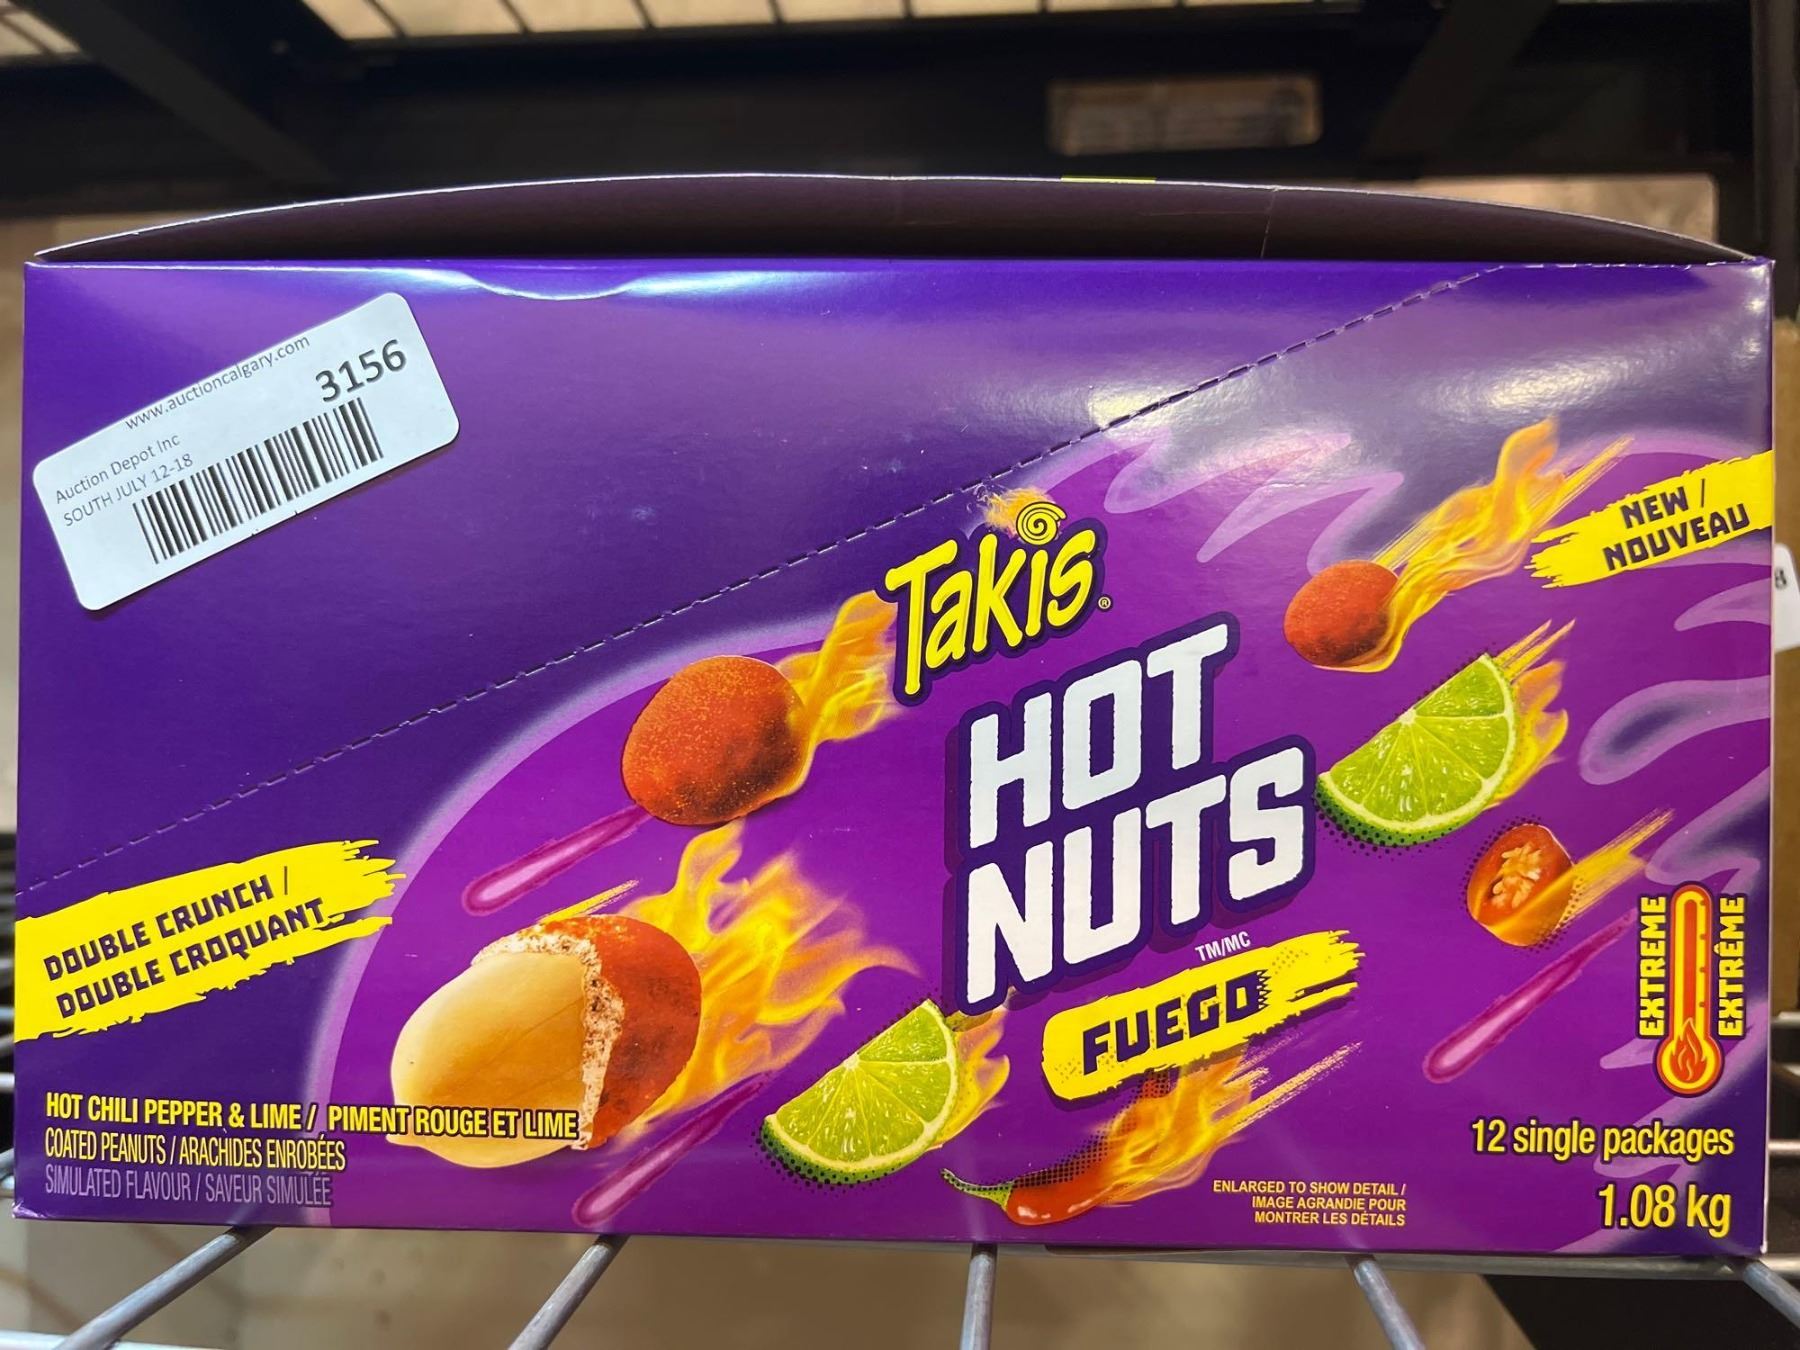 www.auctioncalgary.com
3156
Auction Depot Inc
SOUTH JULY 12-18
NEW /
NOUVEAU
Takis®
HOT
NUTS
TM/MC
FUEGO
DOUBLE CRUNCH /
DOUBLE CROQUANT
EXTREME
EXTRÊME
HOT CHILI PEPPER & LIME / PIMENT ROUGE ET LIME
COATED PEANUTS / ARACHIDES ENROBÉES
SIMULATED FLAVOUR / SAVEUR SIMULÉE
ENLARGED TO SHOW DETAIL /
IMAGE AGRANDIE POUR
MONTRER LES DÉTAILS
12 single packages
1.08 kg